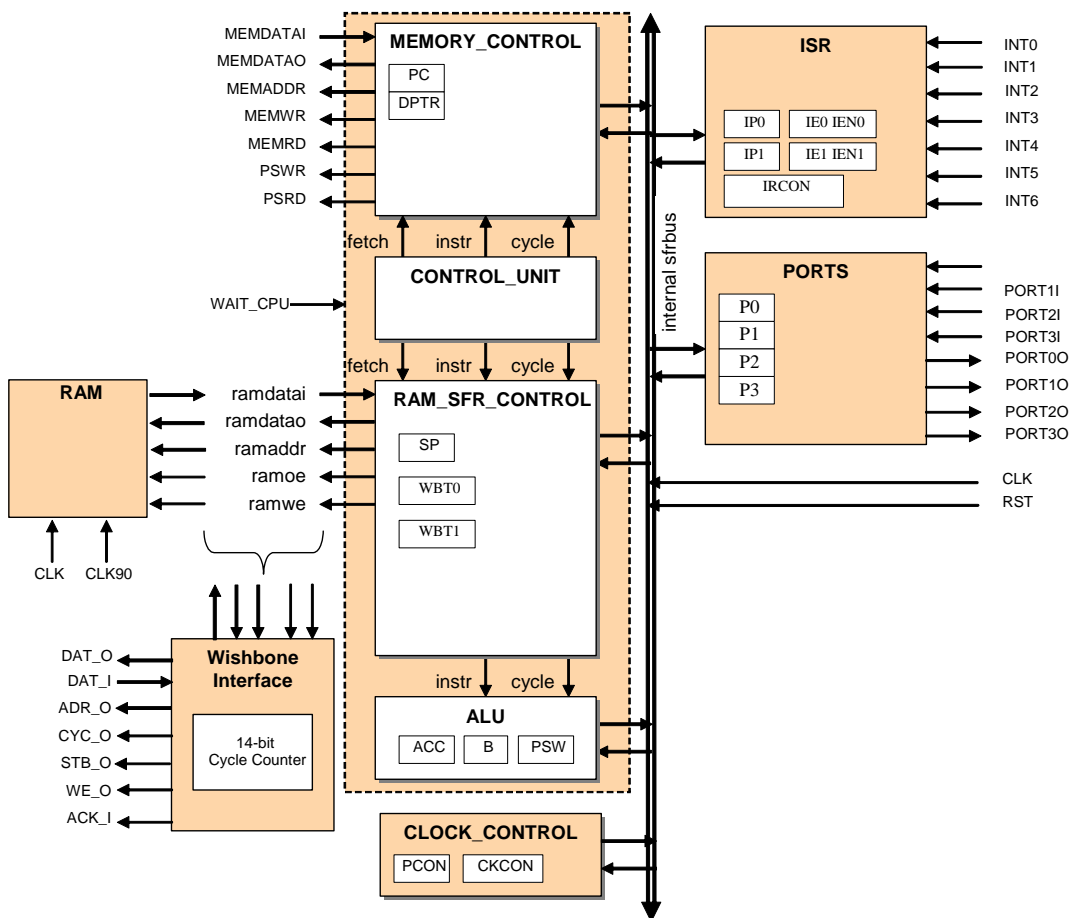 MEMDATAI
MEMDATAO
MEMADDR
MEMWR
MEMRD
PSWR
PSRD
MEMORY_CONTROL
PC
DPTR
fetch instr cycle
CONTROL_UNIT
WAIT_CPU
fetch instr cycle
RAM
CLK CLK90
ramdatai
ramdatao
ramaddr
ramoe
ramwe
RAM_SFR_CONTROL
SP
WBT0
WBT1
instr cycle
ALU
ACC B PSW
Wishbone
Interface
14-bit
Cycle Counter
DAT_O
DAT_I
ADR_O
CYC_O
STB_O
WE_O
ACK_I
CLOCK_CONTROL
PCON CKCON
internal sfrbus
ISR
IP0 IE0 IEN0
IP1 IE1 IEN1
IRCON
INT0
INT1
INT2
INT3
INT4
INT5
INT6
PORTS
P0
P1
P2
P3
PORT1I
PORT2I
PORT3I
PORT0O
PORT1O
PORT2O
PORT3O
CLK
RST